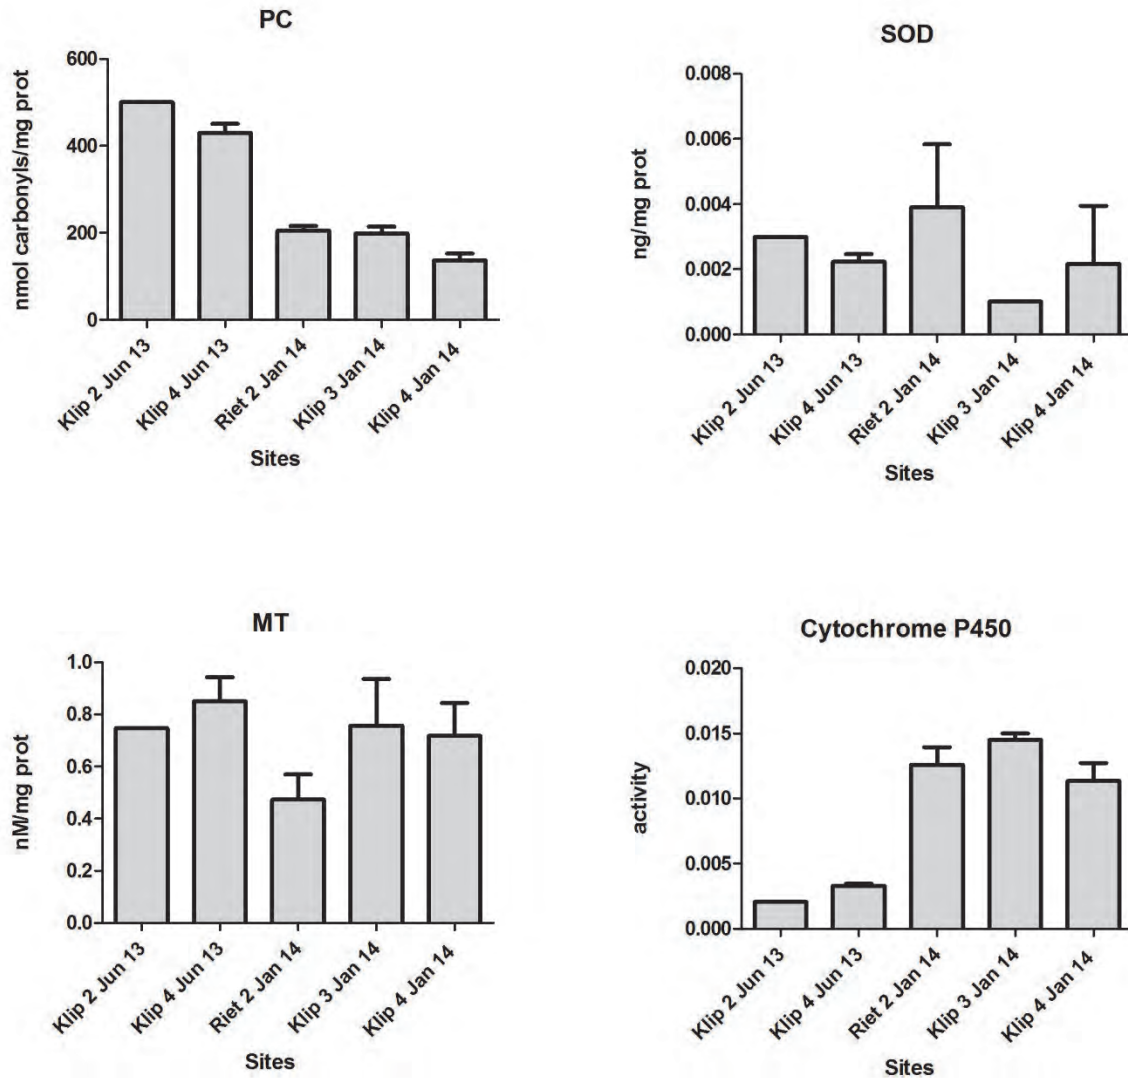 PC
nmol carbonyls/mg prot
600
400
200
0
Klip 2 Jun 13
Klip 4 Jun 13
Riet 2 Jan 14
Klip 3 Jan 14
Klip 4 Jan 14
Sites
SOD
ng/mg prot
0.008
0.006
0.004
0.002
0.000
Klip 2 Jun 13
Klip 4 Jun 13
Riet 2 Jan 14
Klip 3 Jan 14
Klip 4 Jan 14
Sites
MT
nM/mg prot
1.0
0.8
0.6
0.4
0.2
0.0
Klip 2 Jun 13
Klip 4 Jun 13
Riet 2 Jan 14
Klip 3 Jan 14
Klip 4 Jan 14
Sites
Cytochrome P450
activity
0.020
0.015
0.010
0.005
0.000
Klip 2 Jun 13
Klip 4 Jun 13
Riet 2 Jan 14
Klip 3 Jan 14
Klip 4 Jan 14
Sites